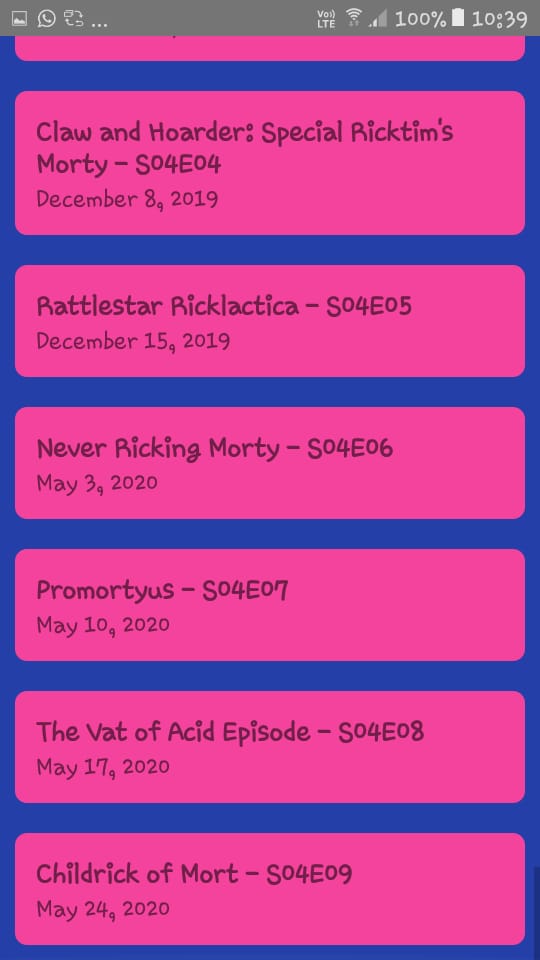 ... Vo)) LTE 100% 10:39
Claw and Hoarder: Special Ricktim's
Morty - S04E04
December 8, 2019
Rattlestar Ricklactica - S04E05
December 15, 2019
Never Ricking Morty - S04E06
May 3, 2020
Promortyus - S04E07
May 10, 2020
The Vat of Acid Episode - S04E08
May 17, 2020
Childrick of Mort - S04E09
May 24, 2020